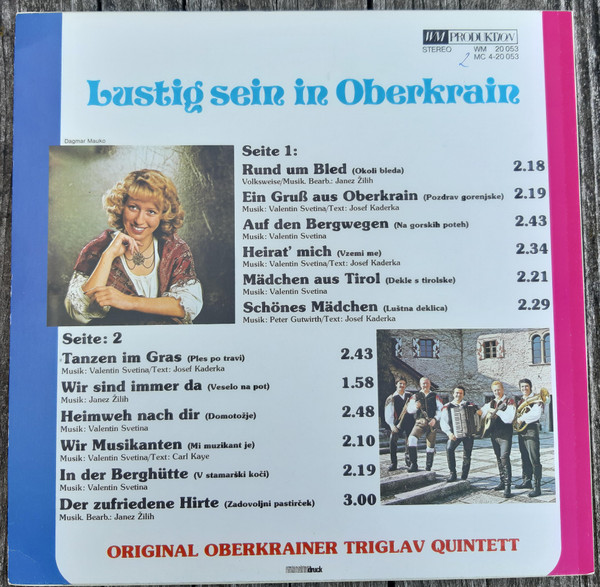 WM PRODUKTION
STEREO WM 20 053
2 MC 4-20 053
Lustig sein in Oberkrain
Dagmar Mauko
Seite 1:
Rund um Bled (Okoli bleda) 2.18
Volksweise/Musik. Bearb.: Janez Žilih
Ein Gruß aus Oberkrain (Pozdrav gorenjske) 2.19
Musik: Valentin Svetina/Text: Josef Kaderka
Auf den Bergwegen (Na gorskih poteh) 2.43
Musik: Valentin Svetina
Heirat' mich (Vzemi me) 2.34
Musik: Valentin Svetina/Text: Josef Kaderka
Mädchen aus Tirol (Dekle s tirolske) 2.21
Musik: Valentin Svetina
Schönes Mädchen (Luštna deklica) 2.29
Musik: Peter Gutwirth/Text: Josef Kaderka
Seite: 2
Tanzen im Gras (Ples po travi) 2.43
Musik: Valentin Svetina/Text: Josef Kaderka
Wir sind immer da (Veselo na pot) 1.58
Musik: Janez Žilih
Heimweh nach dir (Domotožje) 2.48
Musik: Valentin Svetina
Wir Musikanten (Mi muzikant je) 2.10
Musik: Valentin Svetina/Text: Carl Kaye
In der Berghütte (V stamarški koči) 2.19
Musik: Valentin Svetina
Der zufriedene Hirte (Zadovoljni pastirček) 3.00
Musik. Bearb.: Janez Žilih
ORIGINAL OBERKRAINER TRIGLAV QUINTETT
druck